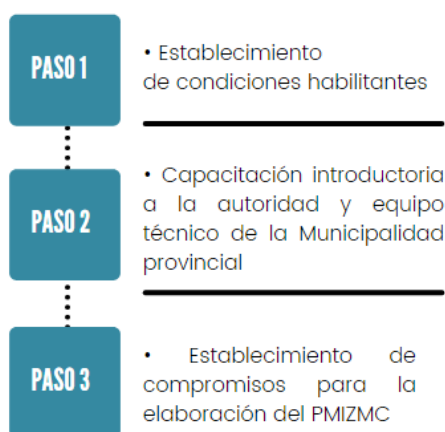 PASO 1
• Establecimiento
de condiciones habilitantes
PASO 2
• Capacitación introductoria
a la autoridad y equipo
técnico de la Municipalidad
provincial
PASO 3
• Establecimiento de
compromisos para la
elaboración del PMIZMC